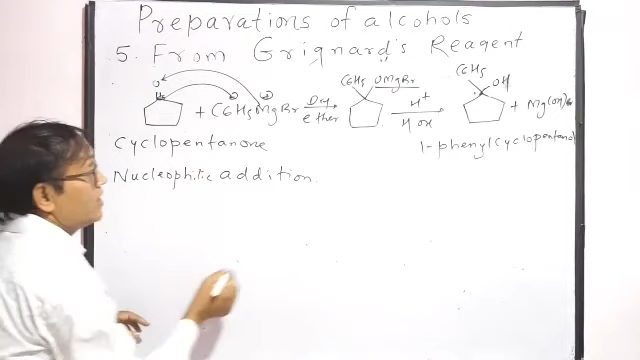 Preparations of alcohols
5. From Grignard's Reagent
C6H5 OMgBr C6H5 OH
+ C6H5MgBr Dry ether H+ H OH + Mg(OH)Br
Cyclopentanone 1-phenylcyclopentanol
Nucleophilic addition.